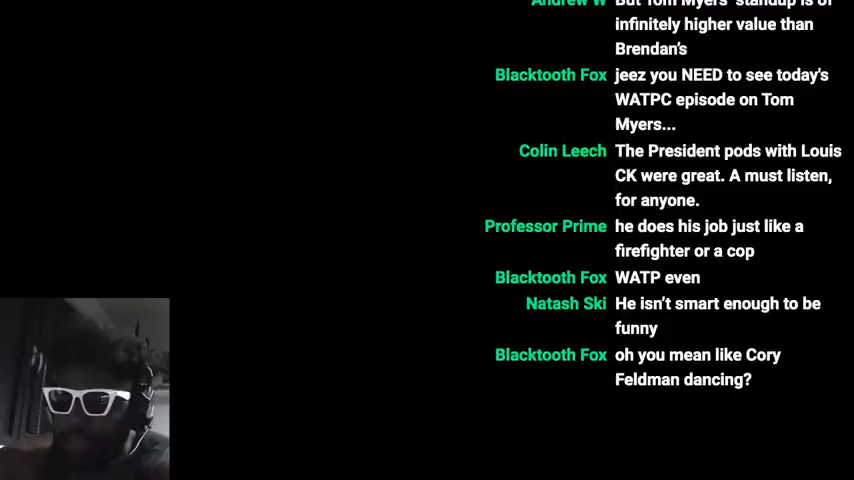 Andrew W But Tom Myers' standup is of
infinitely higher value than
Brendan's
Blacktooth Fox jeez you NEED to see today's
WATPC episode on Tom
Myers...
Colin Leech The President pods with Louis
CK were great. A must listen,
for anyone.
Professor Prime he does his job just like a
firefighter or a cop
Blacktooth Fox WATP even
Natash Ski He isn't smart enough to be
funny
Blacktooth Fox oh you mean like Cory
Feldman dancing?